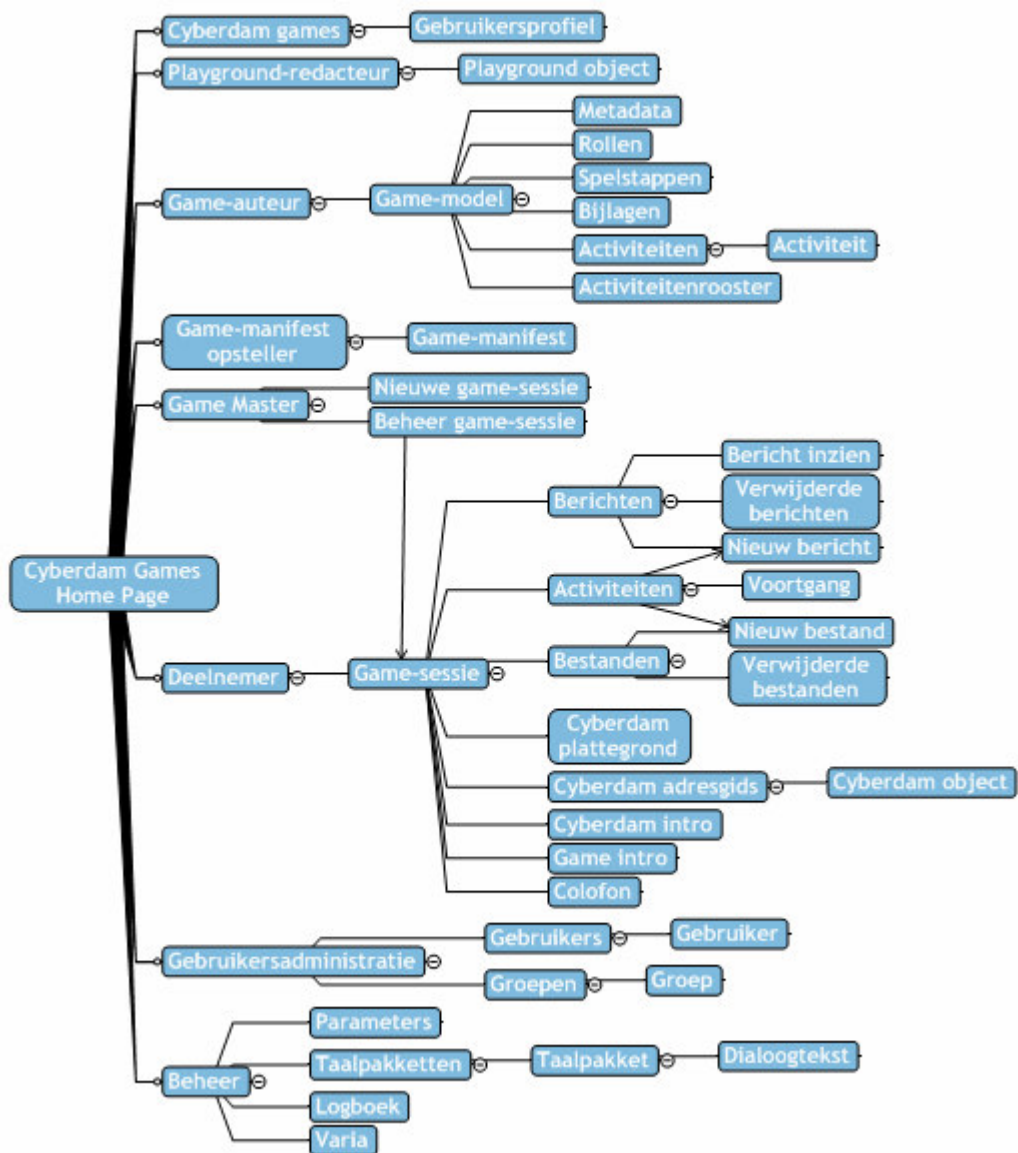 Cyberdam games
Gebruikersprofiel
Playground-redacteur
Playground object
Metadata
Rollen
Spelstappen
Game-auteur
Game-model
Bijlagen
Activiteiten
Activiteit
Activiteitenrooster
Game-manifest
opsteller
Game-manifest
Nieuwe game-sessie
Game Master
Beheer game-sessie
Bericht inzien
Berichten
Verwijderde
berichten
Nieuw bericht
Cyberdam Games
Home Page
Activiteiten
Voortgang
Nieuw bestand
Deelnemer
Game-sessie
Bestanden
Verwijderde
bestanden
Cyberdam
plattegrond
Cyberdam adresgids
Cyberdam object
Cyberdam intro
Game intro
Colofon
Gebruikers
Gebruiker
Gebruikersadministratie
Groepen
Groep
Parameters
Taalpakketten
Taalpakket
Dialoogtekst
Beheer
Logboek
Varia